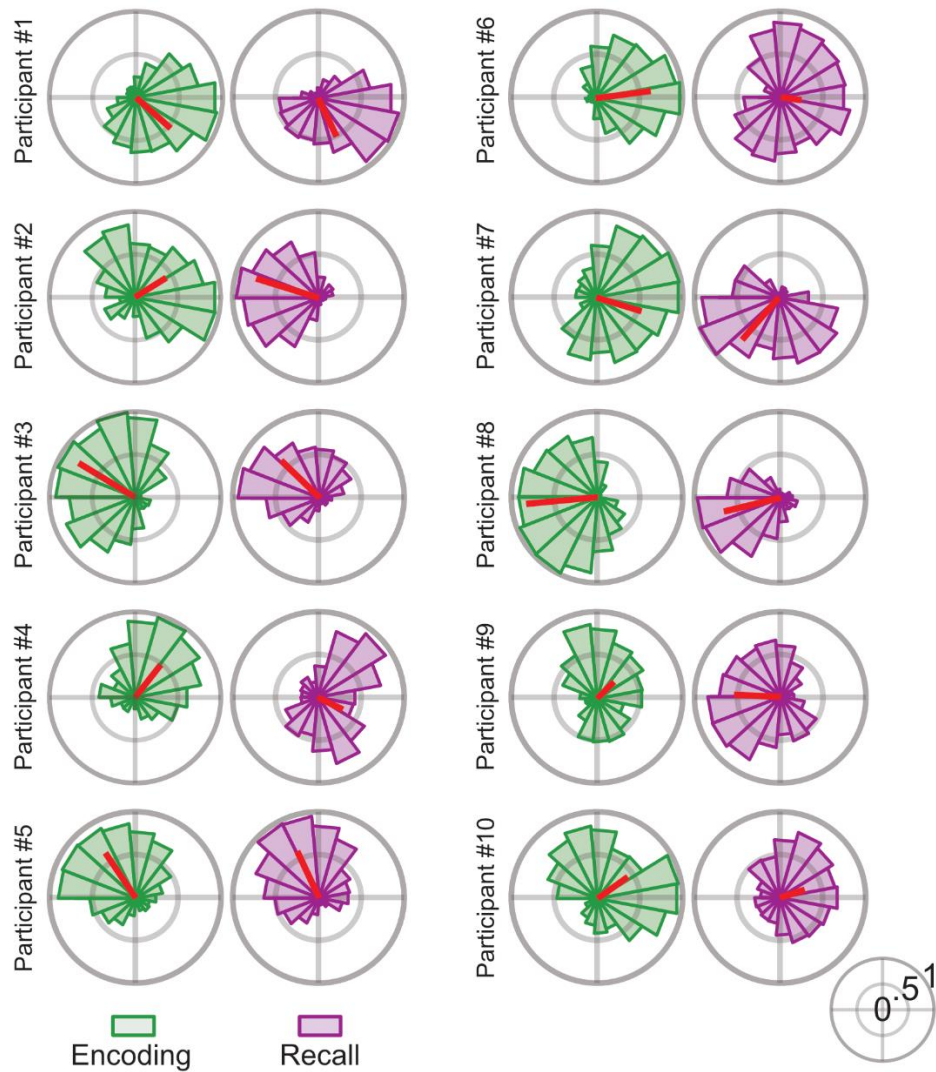 Participant #1
Participant #6
Participant #2
Participant #7
Participant #3
Participant #8
Participant #4
Participant #9
Participant #5
Participant #10
0 .5 1
Encoding
Recall